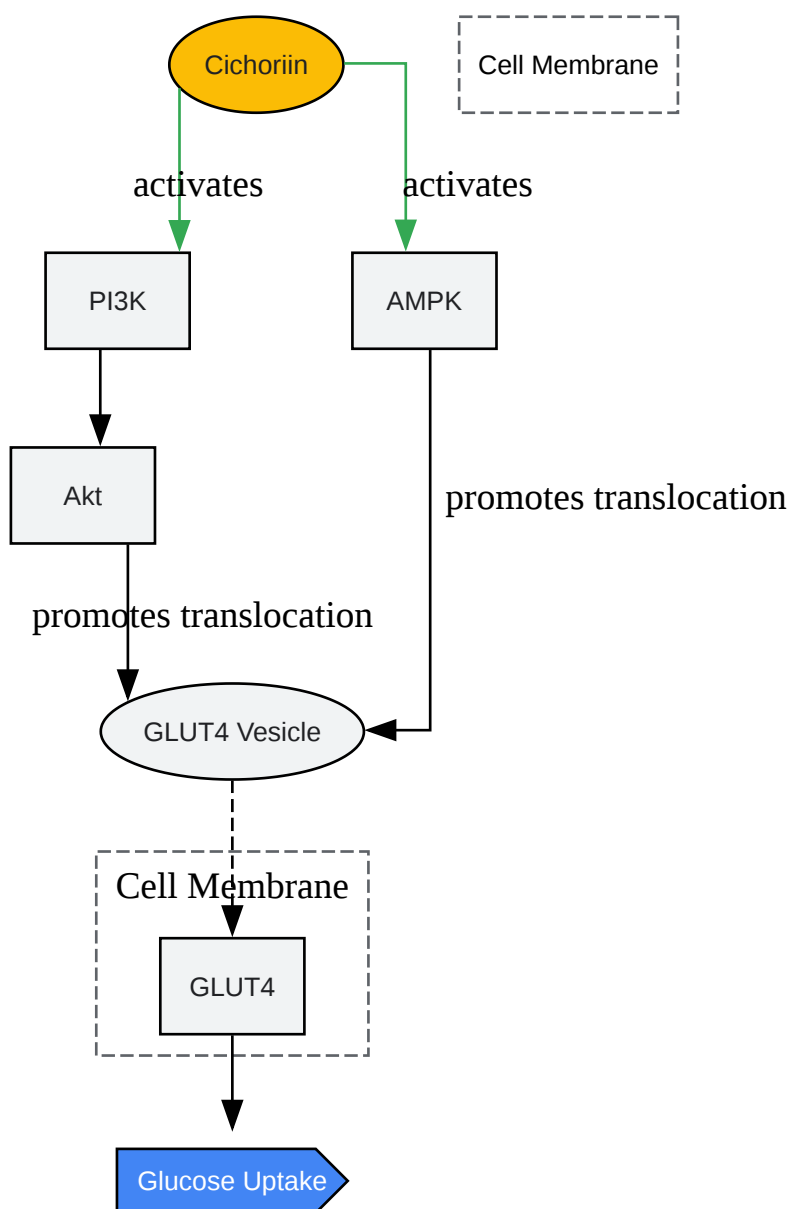 Cichoriin
Cell Membrane
activates
activates
PI3K
AMPK
Akt
promotes translocation
promotes translocation
GLUT4 Vesicle
Cell Membrane
GLUT4
Glucose Uptake